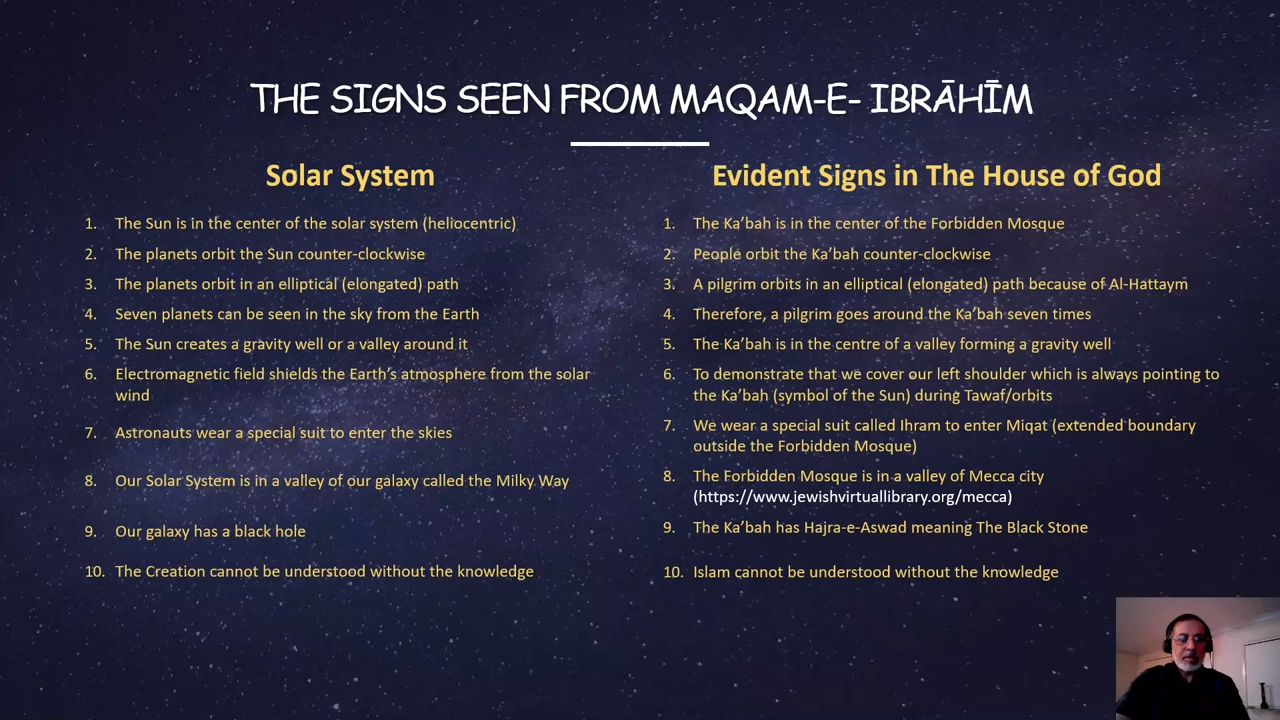 THE SIGNS SEEN FROM MAQAM-E- IBRĀHĪM
Solar System
1. The Sun is in the center of the solar system (heliocentric)
2. The planets orbit the Sun counter-clockwise
3. The planets orbit in an elliptical (elongated) path
4. Seven planets can be seen in the sky from the Earth
5. The Sun creates a gravity well or a valley around it
6. Electromagnetic field shields the Earth's atmosphere from the solar
wind
7. Astronauts wear a special suit to enter the skies
8. Our Solar System is in a valley of our galaxy called the Milky Way
9. Our galaxy has a black hole
10. The Creation cannot be understood without the knowledge
Evident Signs in The House of God
1. The Ka'bah is in the center of the Forbidden Mosque
2. People orbit the Ka'bah counter-clockwise
3. A pilgrim orbits in an elliptical (elongated) path because of Al-Hattaym
4. Therefore, a pilgrim goes around the Ka'bah seven times
5. The Ka'bah is in the centre of a valley forming a gravity well
6. To demonstrate that we cover our left shoulder which is always pointing to
the Ka'bah (symbol of the Sun) during Tawaf/orbits
7. We wear a special suit called Ihram to enter Miqat (extended boundary
outside the Forbidden Mosque)
8. The Forbidden Mosque is in a valley of Mecca city
(https://www.jewishvirtuallibrary.org/mecca)
9. The Ka'bah has Hajra-e-Aswad meaning The Black Stone
10. Islam cannot be understood without the knowledge